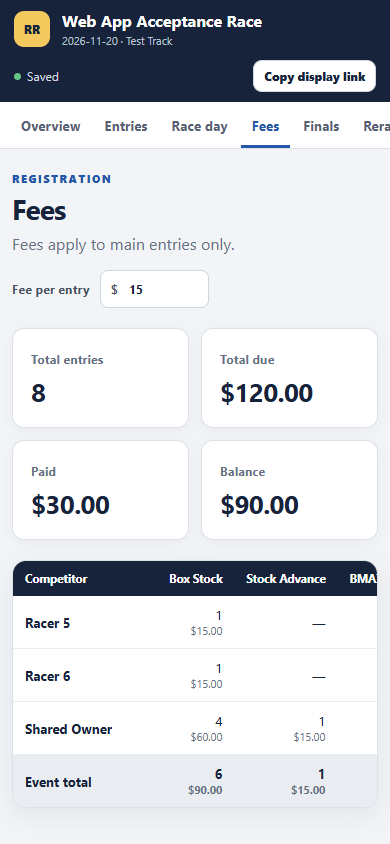 RR
Web App Acceptance Race
2026-11-20 · Test Track
Saved
Copy display link
Overview Entries Race day Fees Finals Rera
REGISTRATION
Fees
Fees apply to main entries only.
Fee per entry $ 15
Total entries Total due
8 $120.00
Paid Balance
$30.00 $90.00
Competitor Box Stock Stock Advance BMA
Racer 5 1 —
$15.00
Racer 6 1 —
$15.00
Shared Owner 4 1
$60.00 $15.00
Event total 6 1
$90.00 $15.00